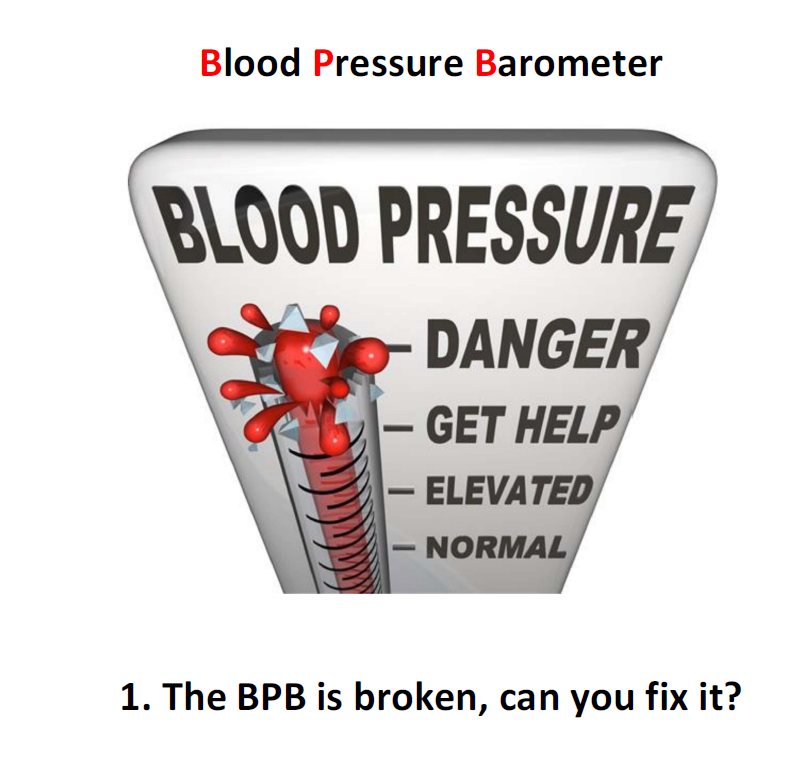 Blood Pressure Barometer
BLOOD PRESSURE
DANGER
GET HELP
ELEVATED
NORMAL
1. The BPB is broken, can you fix it?